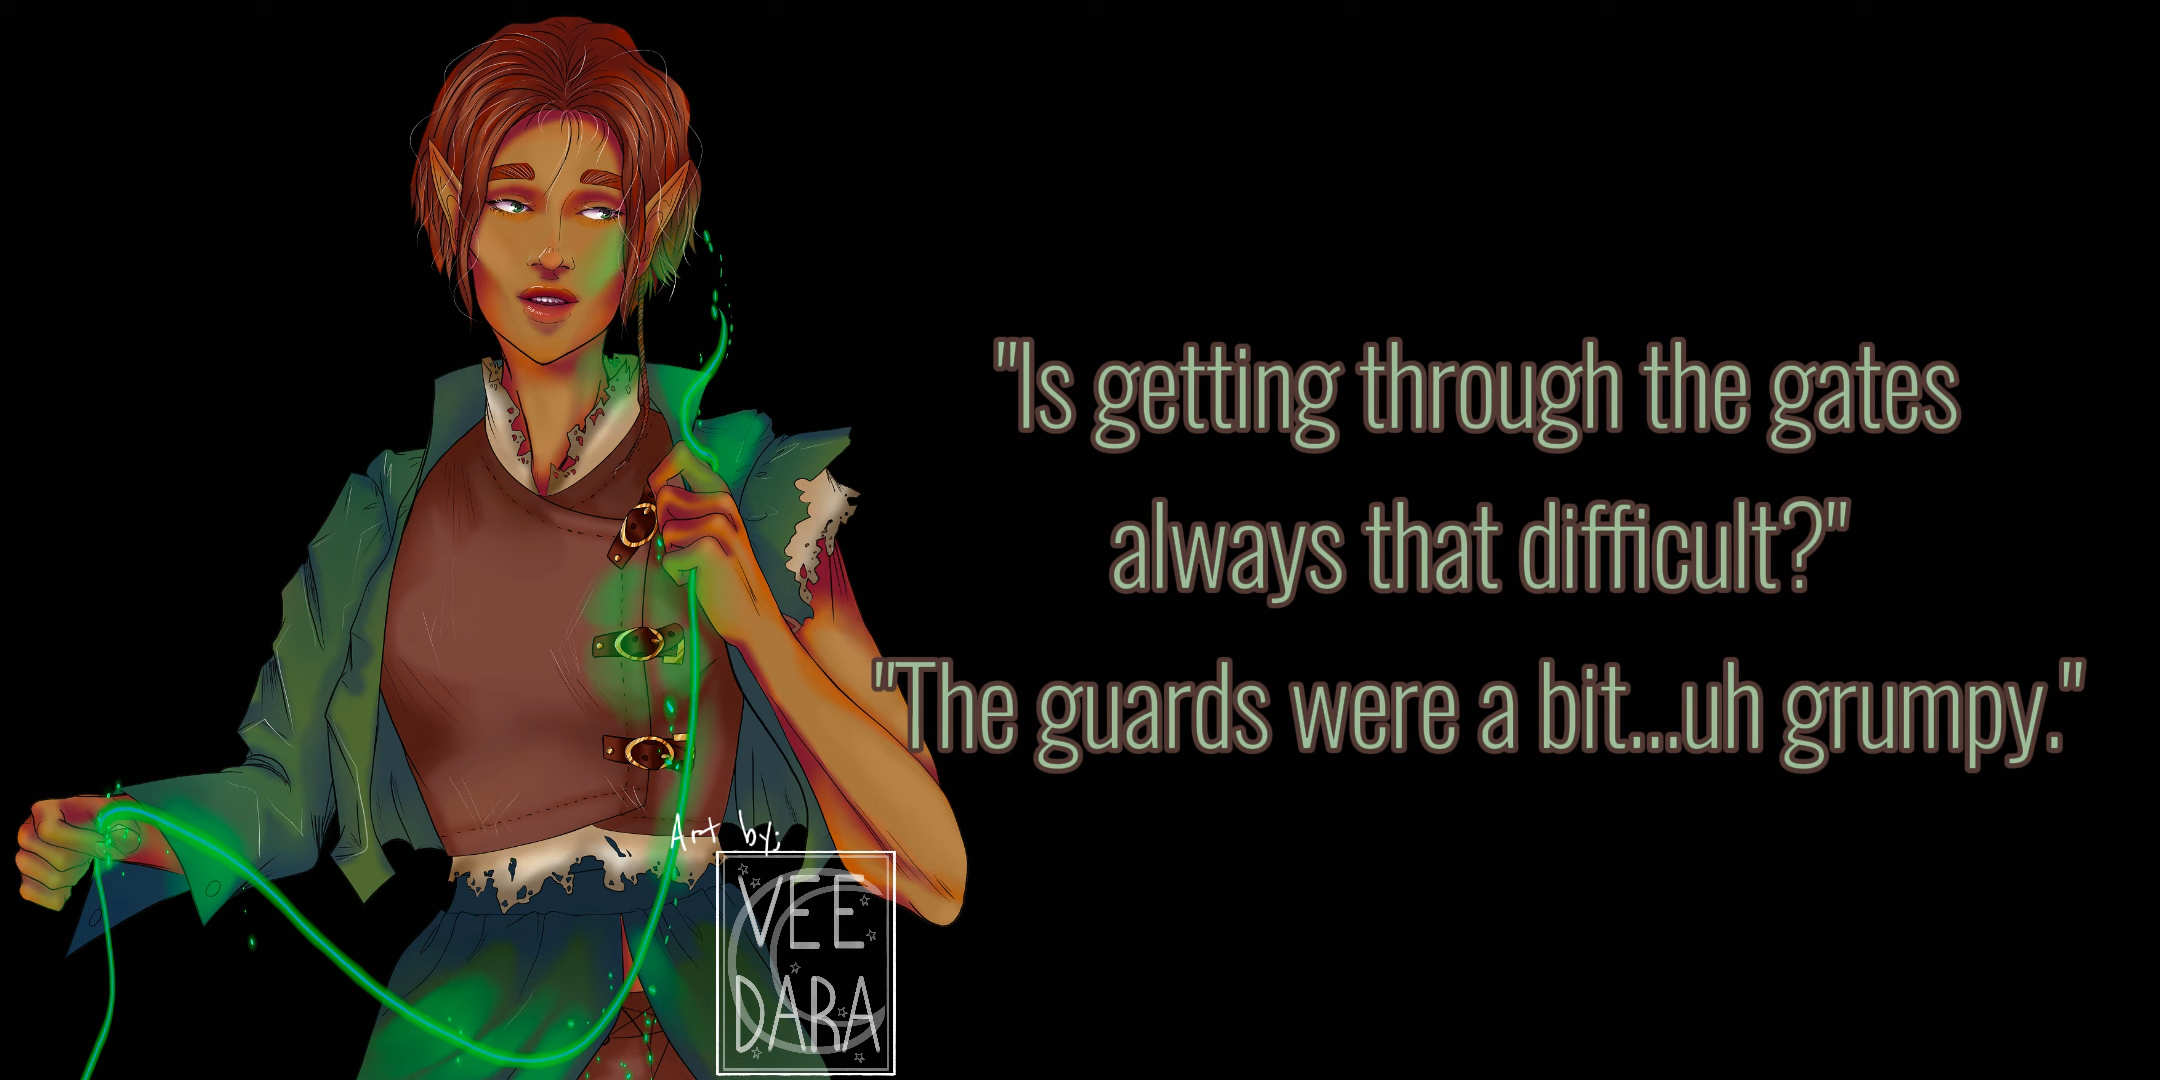 "Is getting through the gates
always that difficult?"
"The guards were a bit...uh grumpy."
Art by;
VEE
DARA